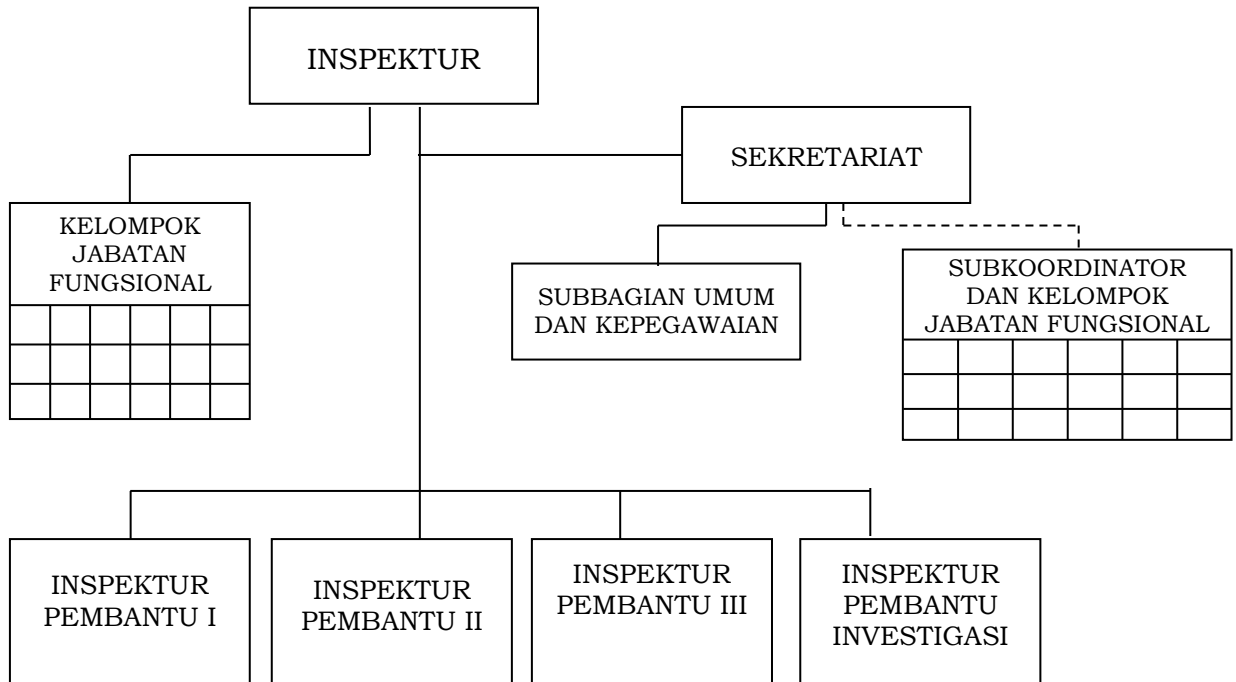 INSPEKTUR
SEKRETARIAT
KELOMPOK
JABATAN
FUNGSIONAL
SUBBAGIAN UMUM
DAN KEPEGAWAIAN
SUBKOORDINATOR
DAN KELOMPOK
JABATAN FUNGSIONAL
INSPEKTUR
PEMBANTU I
INSPEKTUR
PEMBANTU II
INSPEKTUR
PEMBANTU III
INSPEKTUR
PEMBANTU
INVESTIGASI